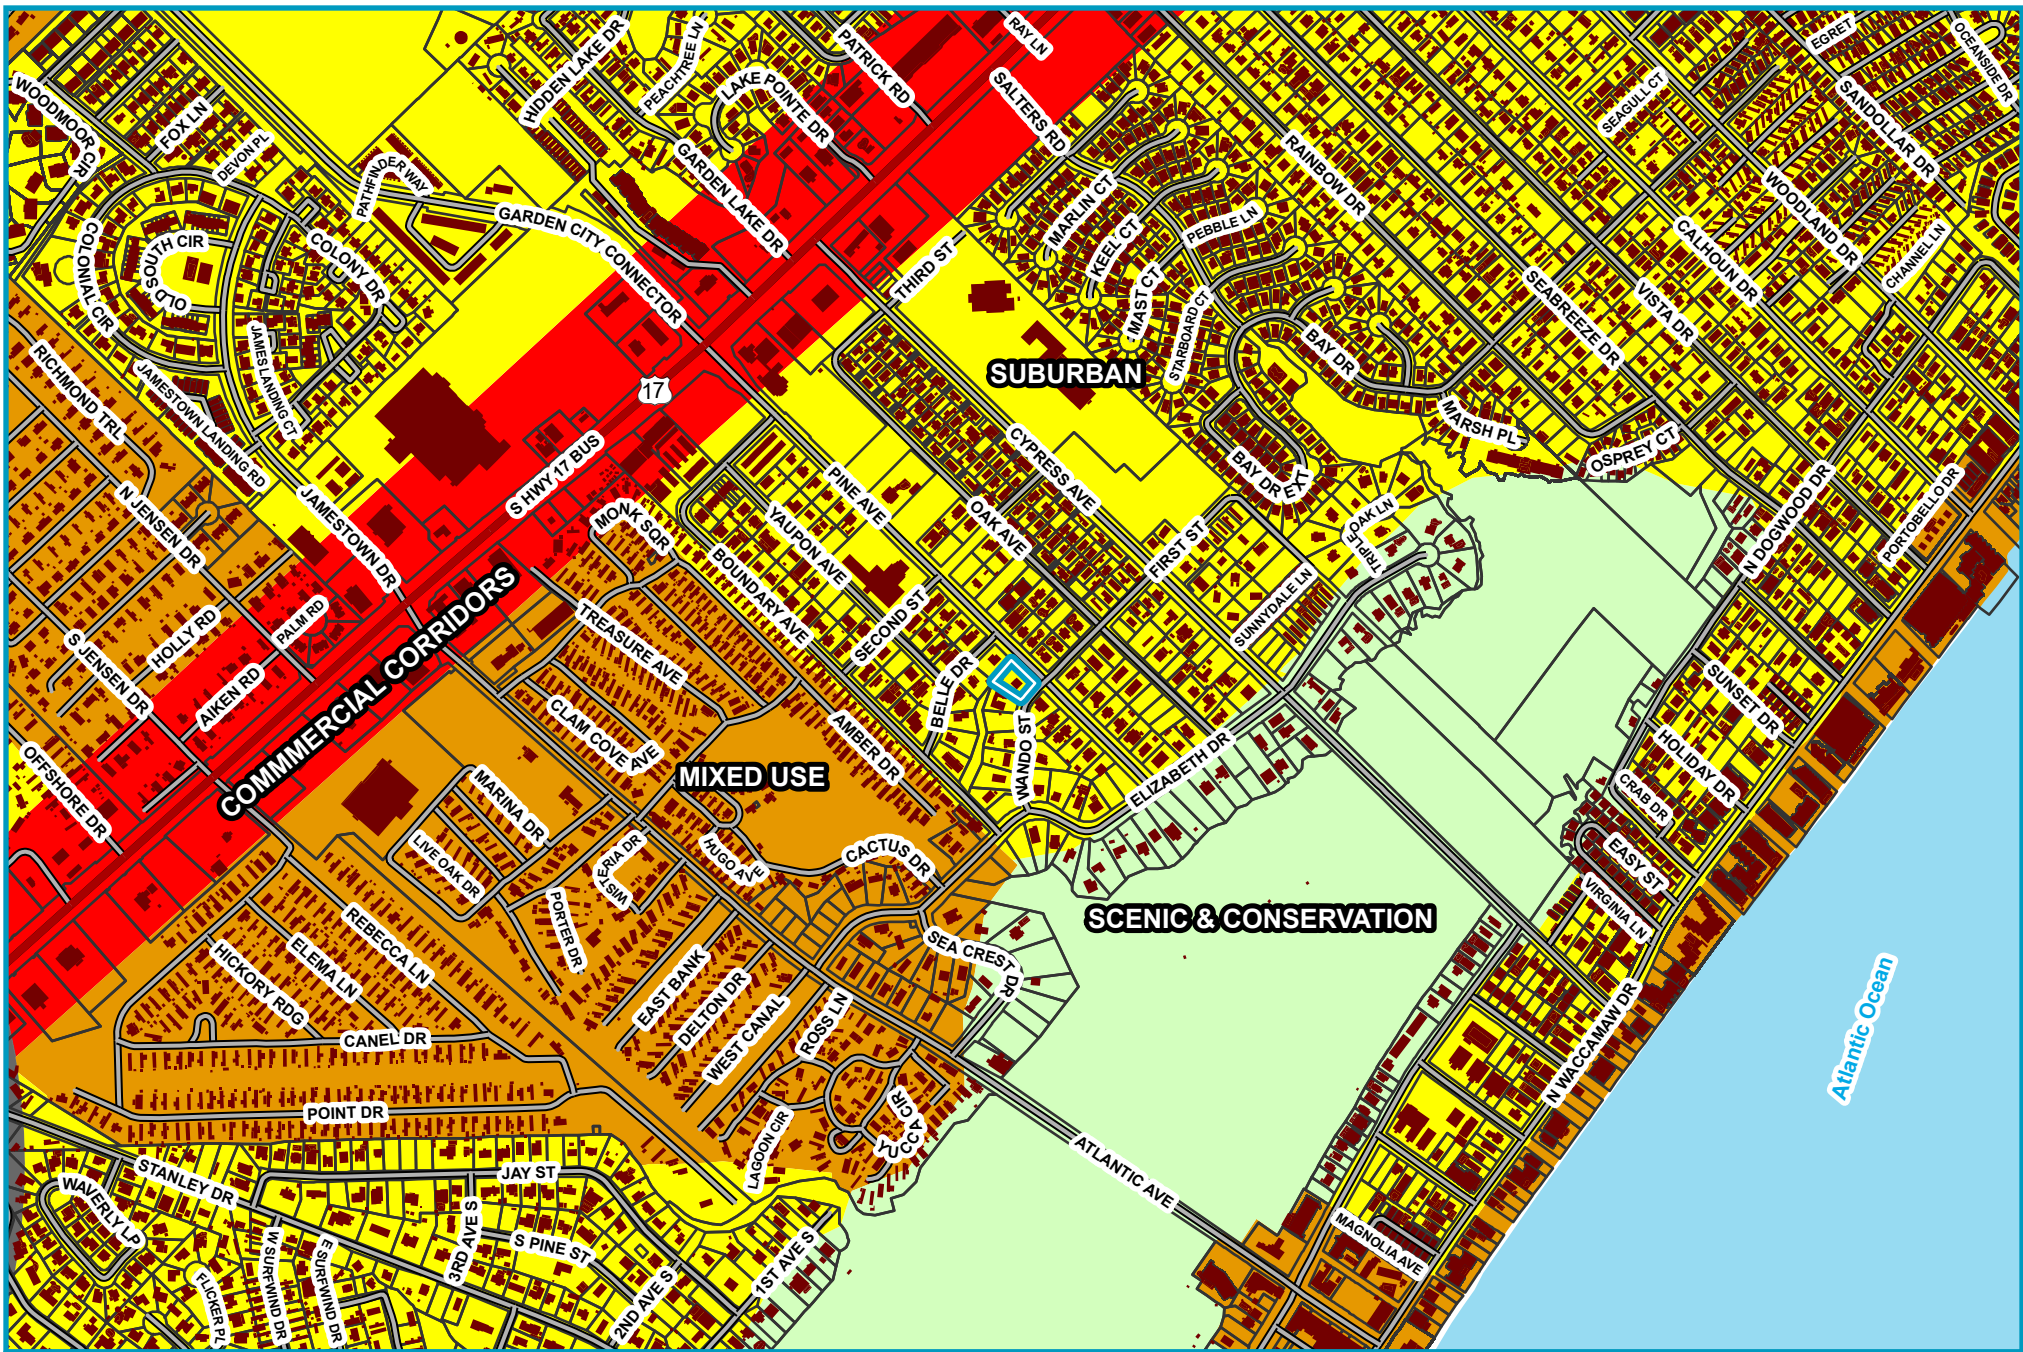 RAY LN
EGRET
OCEANSIDE DR
HIDDEN LAKE DR
PEACHTREE LN
PATRICK RD
LAKE POINTE DR
SALTERS RD
SEAGULL CT
SANDOLLAR DR
WOODMOOR CIR
FOX LN
DEVON PL
PATHFINDER WAY
GARDEN LAKE DR
RAINBOW DR
MARLIN CT
KEEL CT
PEBBLE LN
WOODLAND DR
CALHOUN DR
CHANNEL LN
COLONIAL CIR
OLD SOUTH CIR
COLONY DR
GARDEN CITY CONNECTOR
THIRD ST
MAST CT
STARBOARD CT
SEABREEZE DR
VISTA DR
BAY DR
SUBURBAN
17
RICHMOND TRL
JAMES LANDING CT
JAMESTOWN LANDING RD
CYPRESS AVE
BAY DR EXT
MARSH PL
OSPREY CT
N JENSEN DR
JAMESTOWN DR
S HWY 17 BUS
MONK SQR
YAUPON AVE
PINE AVE
OAK AVE
FIRST ST
TRIPLE OAK LN
N DOGWOOD DR
PORTOBELLO DR
COMMMERCIAL CORRIDORS
BOUNDARY AVE
SECOND ST
SUNNYDALE LN
HOLLY RD
PALM RD
S JENSEN DR
AIKEN RD
TREASURE AVE
CLAM COVE AVE
BELLE DR
WANDO ST
AMBER DR
ELIZABETH DR
SUNSET DR
HOLIDAY DR
CRAB DR
EASY ST
VIRGINIA LN
OFFSHORE DR
MIXED USE
MARINA DR
LIVE OAK DR
WISTERIA DR
HUGO AVE
CACTUS DR
PORTER DR
SCENIC & CONSERVATION
SEA CREST DR
REBECCA LN
ELEMA LN
HICKORY RDG
EAST BANK
DELTON DR
WEST CANAL
ROSS LN
CANEL DR
POINT DR
LAGOON CIR
YUCCA CIR
ATLANTIC AVE
N WACCAMAW DR
Atlantic Ocean
STANLEY DR
WAVERLY LP
JAY ST
3RD AVE S
S PINE ST
1ST AVE S
2ND AVE S
W SURFWIND DR
E SURFWIND DR
FLICKER PL
MAGNOLIA AVE